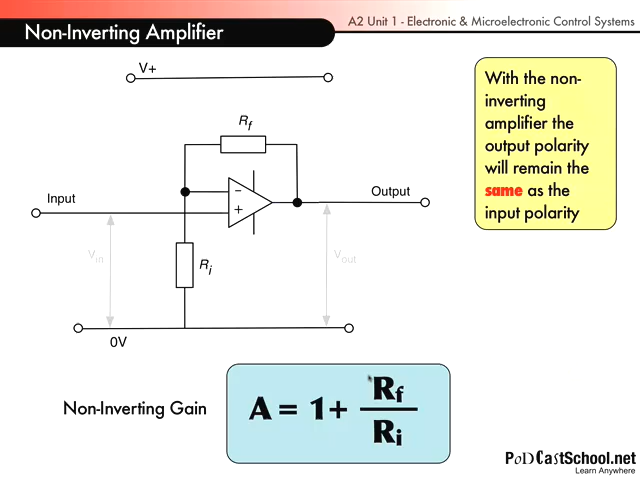 A2 Unit 1 - Electronic & Microelectronic Control Systems
Non-Inverting Amplifier
V+
With the non-
inverting
amplifier the
output polarity
will remain the
same as the
input polarity
Rf
−
+
Input
Output
Vin
Vout
Ri
0V
Non-Inverting Gain
A = 1+ Rf
Ri
PoDCastSchool.net
Learn Anywhere